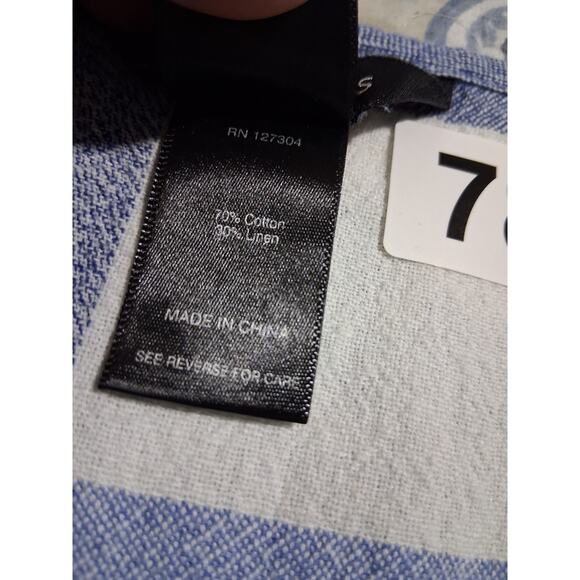 S
RN 127304
70% Cotton
30% Linen
MADE IN CHINA
SEE REVERSE FOR CARE
7